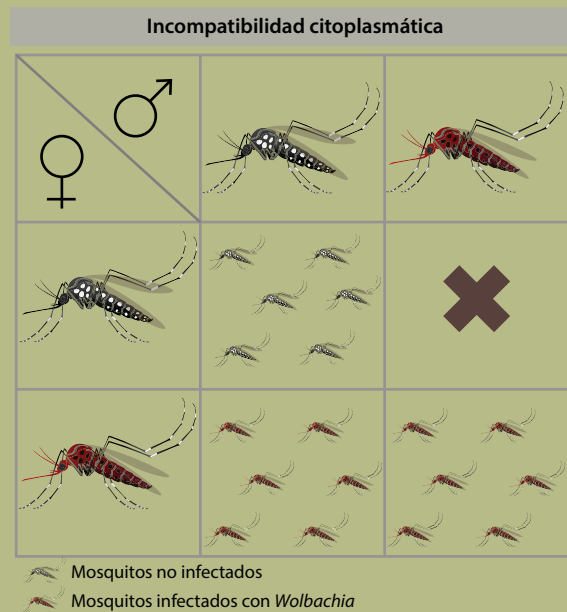 Incompatibilidad citoplasmática
Mosquitos no infectados
Mosquitos infectados con Wolbachia